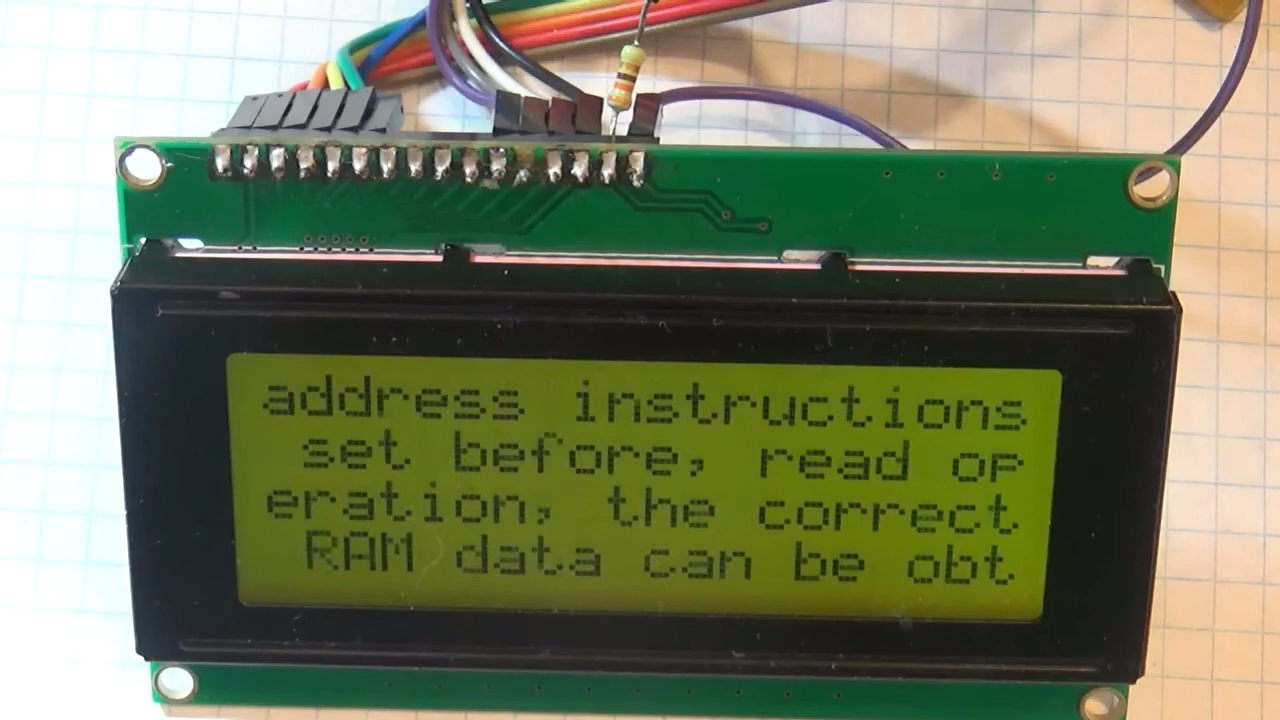 address instructions
set before, read op
eration, the correct
RAM data can be obt